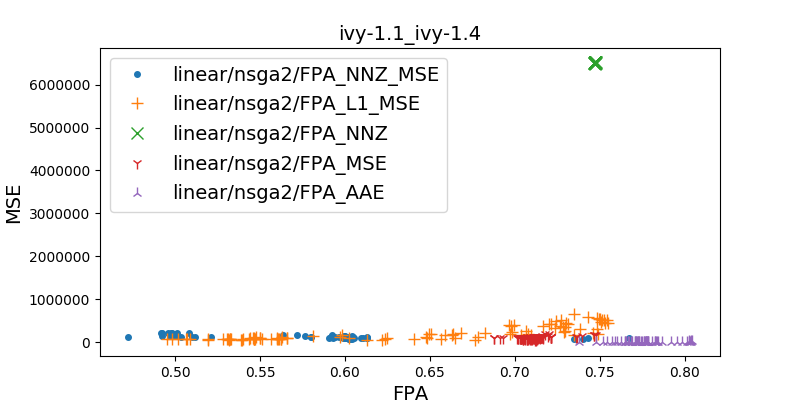 ivy-1.1_ivy-1.4
linear/nsga2/FPA_NNZ_MSE
linear/nsga2/FPA_L1_MSE
linear/nsga2/FPA_NNZ
linear/nsga2/FPA_MSE
linear/nsga2/FPA_AAE
MSE
6000000
5000000
4000000
3000000
2000000
1000000
0
0.50 0.55 0.60 0.65 0.70 0.75 0.80
FPA